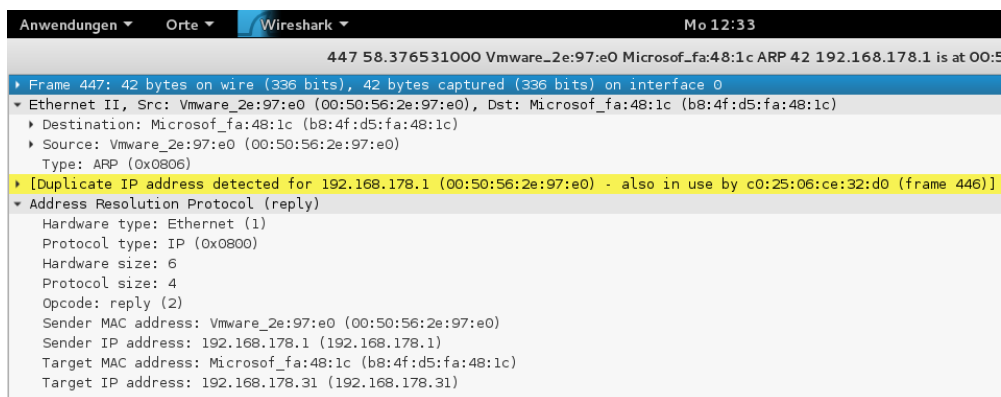 Anwendungen Orte Wireshark Mo 12:33
447 58.376531000 Vmware_2e:97:e0 Microsof_fa:48:1c ARP 42 192.168.178.1 is at 00:5
Frame 447: 42 bytes on wire (336 bits), 42 bytes captured (336 bits) on interface 0
Ethernet II, Src: Vmware_2e:97:e0 (00:50:56:2e:97:e0), Dst: Microsof_fa:48:1c (b8:4f:d5:fa:48:1c)
Destination: Microsof_fa:48:1c (b8:4f:d5:fa:48:1c)
Source: Vmware_2e:97:e0 (00:50:56:2e:97:e0)
Type: ARP (0x0806)
[Duplicate IP address detected for 192.168.178.1 (00:50:56:2e:97:e0) - also in use by c0:25:06:ce:32:d0 (frame 446)]
Address Resolution Protocol (reply)
Hardware type: Ethernet (1)
Protocol type: IP (0x0800)
Hardware size: 6
Protocol size: 4
Opcode: reply (2)
Sender MAC address: Vmware_2e:97:e0 (00:50:56:2e:97:e0)
Sender IP address: 192.168.178.1 (192.168.178.1)
Target MAC address: Microsof_fa:48:1c (b8:4f:d5:fa:48:1c)
Target IP address: 192.168.178.31 (192.168.178.31)